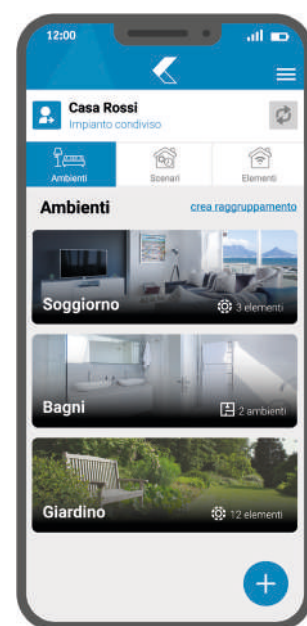 12:00
Casa Rossi
Impianto condiviso
Ambienti
Scenari
Elementi
Ambienti
crea raggruppamento
Soggiorno
3 elementi
Bagni
2 ambienti
Giardino
12 elementi